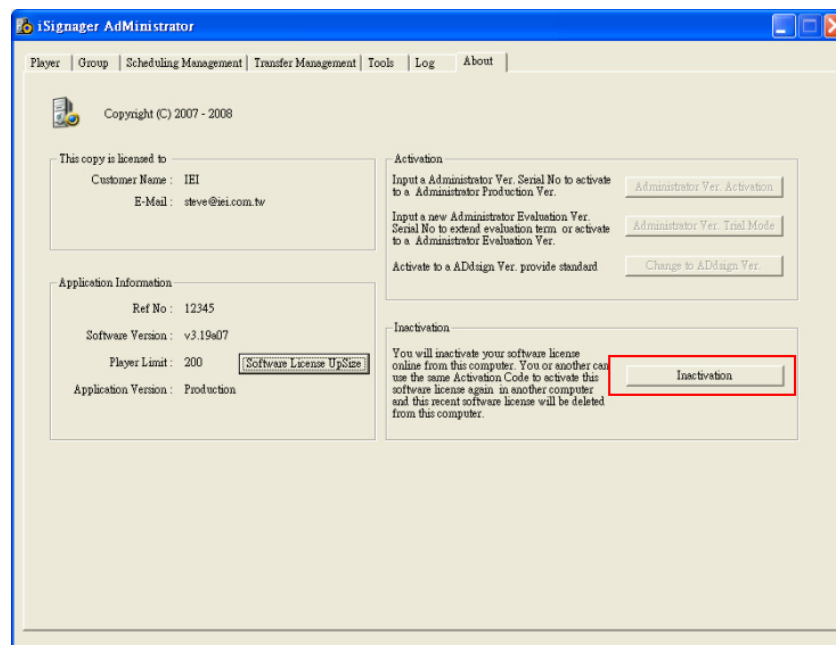 iSignager AdMinistrator
Player Group Scheduling Management Transfer Management Tools Log About
Copyright (C) 2007 - 2008
This copy is licensed to
Customer Name : IEI
E-Mail : steve@iei.com.tw
Application Information
Ref No : 12345
Software Version : v3.19a07
Player Limit : 200 Software License UpSize
Application Version : Production
Activation
Input a Administrator Ver. Serial No to activate
to a Administrator Production Ver.
Administrator Ver. Activation
Input a new Administrator Evaluation Ver.
Serial No to extend evaluation term or activate
to a Administrator Evaluation Ver.
Administrator Ver. Trial Mode
Activate to a ADdsign Ver. provide standard
Change to ADdsign Ver.
Inactivation
You will inactivate your software license
online from this computer. You or another can
use the same Activation Code to activate this
software license again in another computer
and this recent software license will be deleted
from this computer.
Inactivation